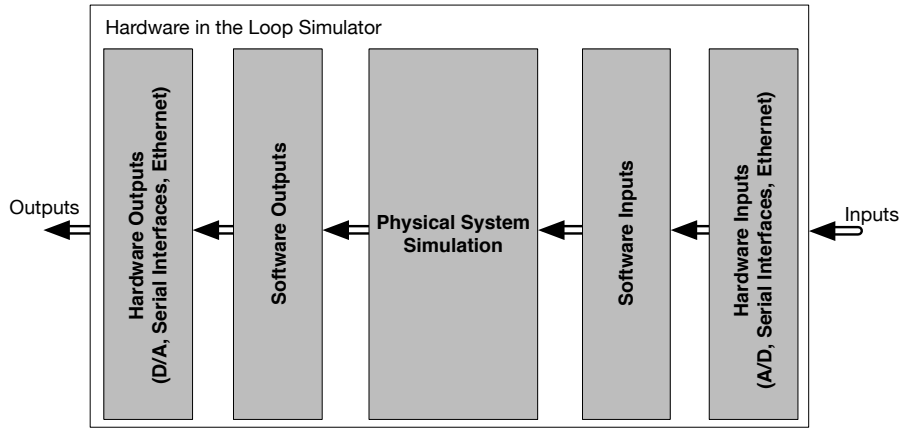 Hardware in the Loop Simulator
Outputs
Hardware Outputs
(D/A, Serial Interfaces, Ethernet)
Software Outputs
Physical System
Simulation
Software Inputs
Hardware Inputs
(A/D, Serial Interfaces, Ethernet)
Inputs